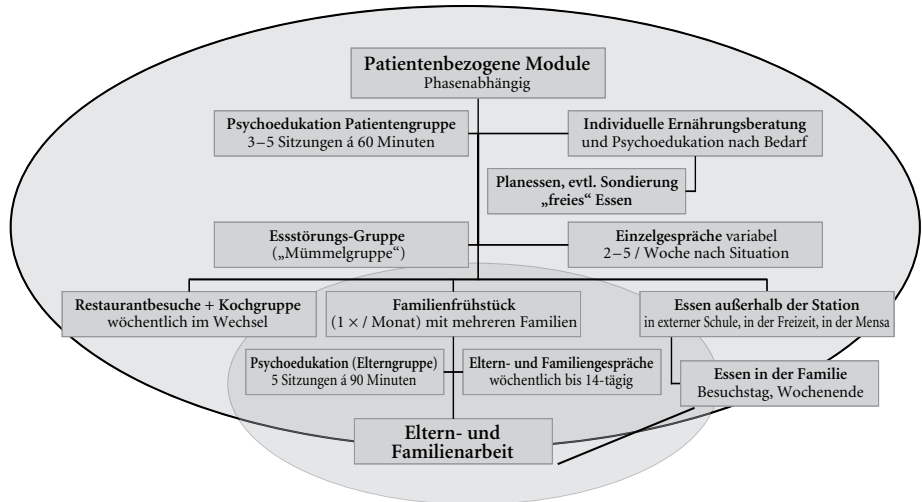 Patientenbezogene Module
Phasenabhängig
Psychoedukation Patientengruppe
3–5 Sitzungen á 60 Minuten
Individuelle Ernährungsberatung
und Psychoedukation nach Bedarf
Planessen, evtl. Sondierung
„freies“ Essen
Essstörungs-Gruppe
(„Mümmelgruppe“)
Einzelgespräche variabel
2–5 / Woche nach Situation
Restaurantbesuche + Kochgruppe
wöchentlich im Wechsel
Familienfrühstück
(1 × / Monat) mit mehreren Familien
Essen außerhalb der Station
in externer Schule, in der Freizeit, in der Mensa
Psychoedukation (Elterngruppe)
5 Sitzungen á 90 Minuten
Eltern- und Familiengespräche
wöchentlich bis 14-tägig
Essen in der Familie
Besuchstag, Wochenende
Eltern- und
Familienarbeit